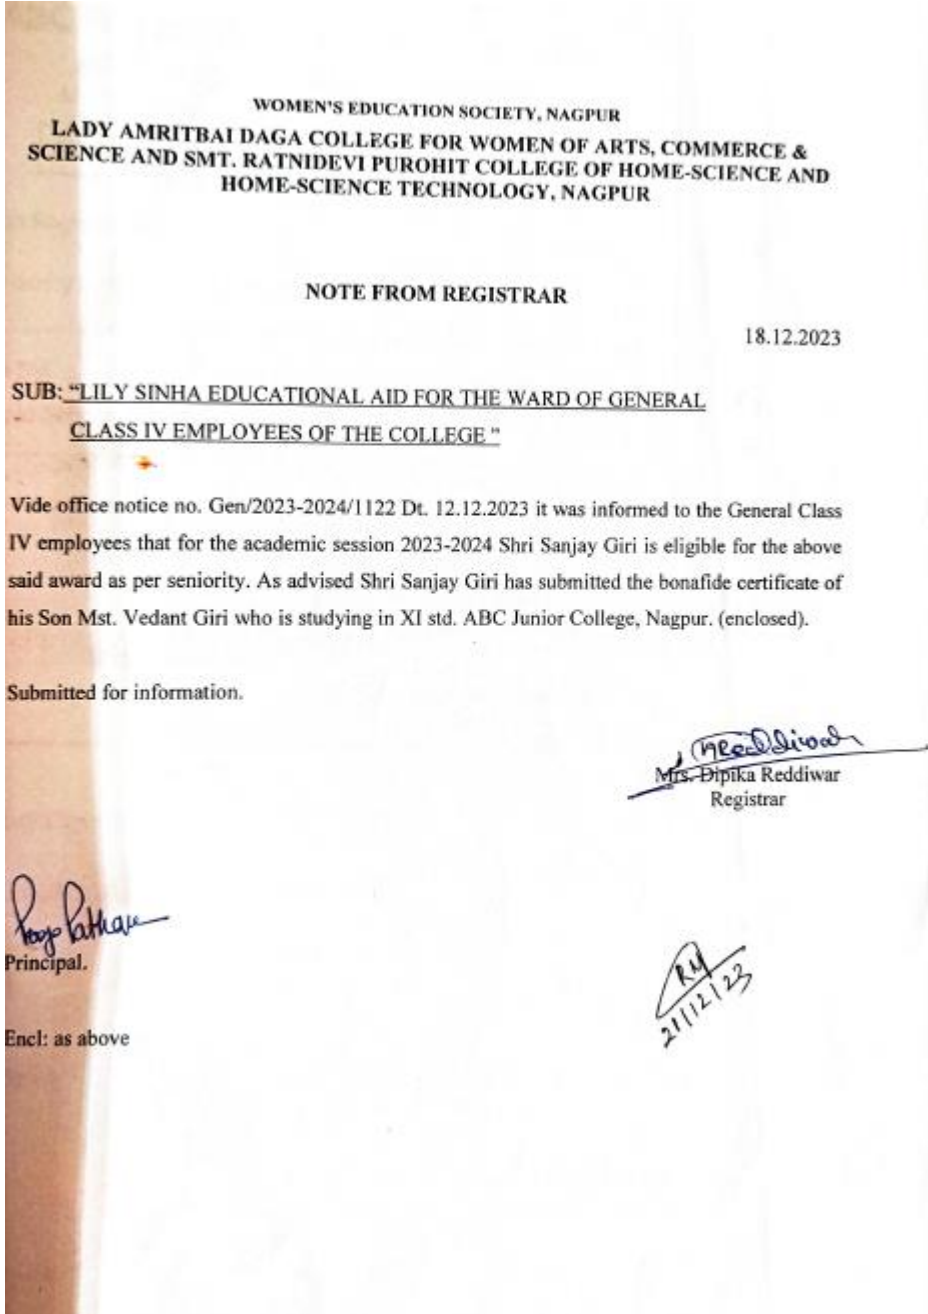 WOMEN'S EDUCATION SOCIETY, NAGPUR
LADY AMRITBAI DAGA COLLEGE FOR WOMEN OF ARTS, COMMERCE &
SCIENCE AND SMT. RATNIDEVI PUROHIT COLLEGE OF HOME-SCIENCE AND
HOME-SCIENCE TECHNOLOGY, NAGPUR
NOTE FROM REGISTRAR
18.12.2023
SUB: “LILY SINHA EDUCATIONAL AID FOR THE WARD OF GENERAL
CLASS IV EMPLOYEES OF THE COLLEGE ”
Vide office notice no. Gen/2023-2024/1122 Dt. 12.12.2023 it was informed to the General Class
IV employees that for the academic session 2023-2024 Shri Sanjay Giri is eligible for the above
said award as per seniority. As advised Shri Sanjay Giri has submitted the bonafide certificate of
his Son Mst. Vedant Giri who is studying in XI std. ABC Junior College, Nagpur. (enclosed).
Submitted for information.
Mrs. Dipika Reddiwar
Registrar
Principal.
RM
21/12/23
Encl: as above